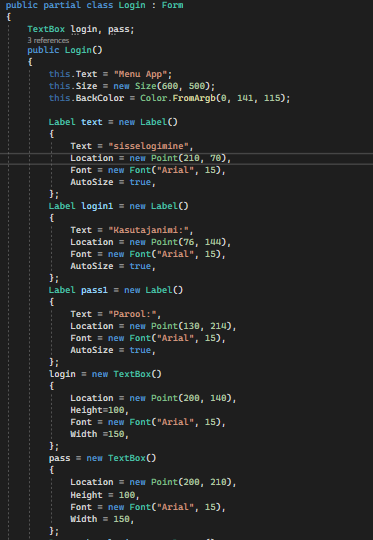 public partial class Login : Form
{
TextBox login, pass;
3 references
public Login()
{
this.Text = "Menu App";
this.Size = new Size(600, 500);
this.BackColor = Color.FromArgb(0, 141, 115);
Label text = new Label()
{
Text = "sisselogimine",
Location = new Point(210, 70),
Font = new Font("Arial", 15),
AutoSize = true,
};
Label login1 = new Label()
{
Text = "Kasutajanimi:",
Location = new Point(76, 144),
Font = new Font("Arial", 15),
AutoSize = true,
};
Label pass1 = new Label()
{
Text = "Parool:",
Location = new Point(130, 214),
Font = new Font("Arial", 15),
AutoSize = true,
};
login = new TextBox()
{
Location = new Point(200, 140),
Height=100,
Font = new Font("Arial", 15),
Width =150,
};
pass = new TextBox()
{
Location = new Point(200, 210),
Height = 100,
Font = new Font("Arial", 15),
Width = 150,
};